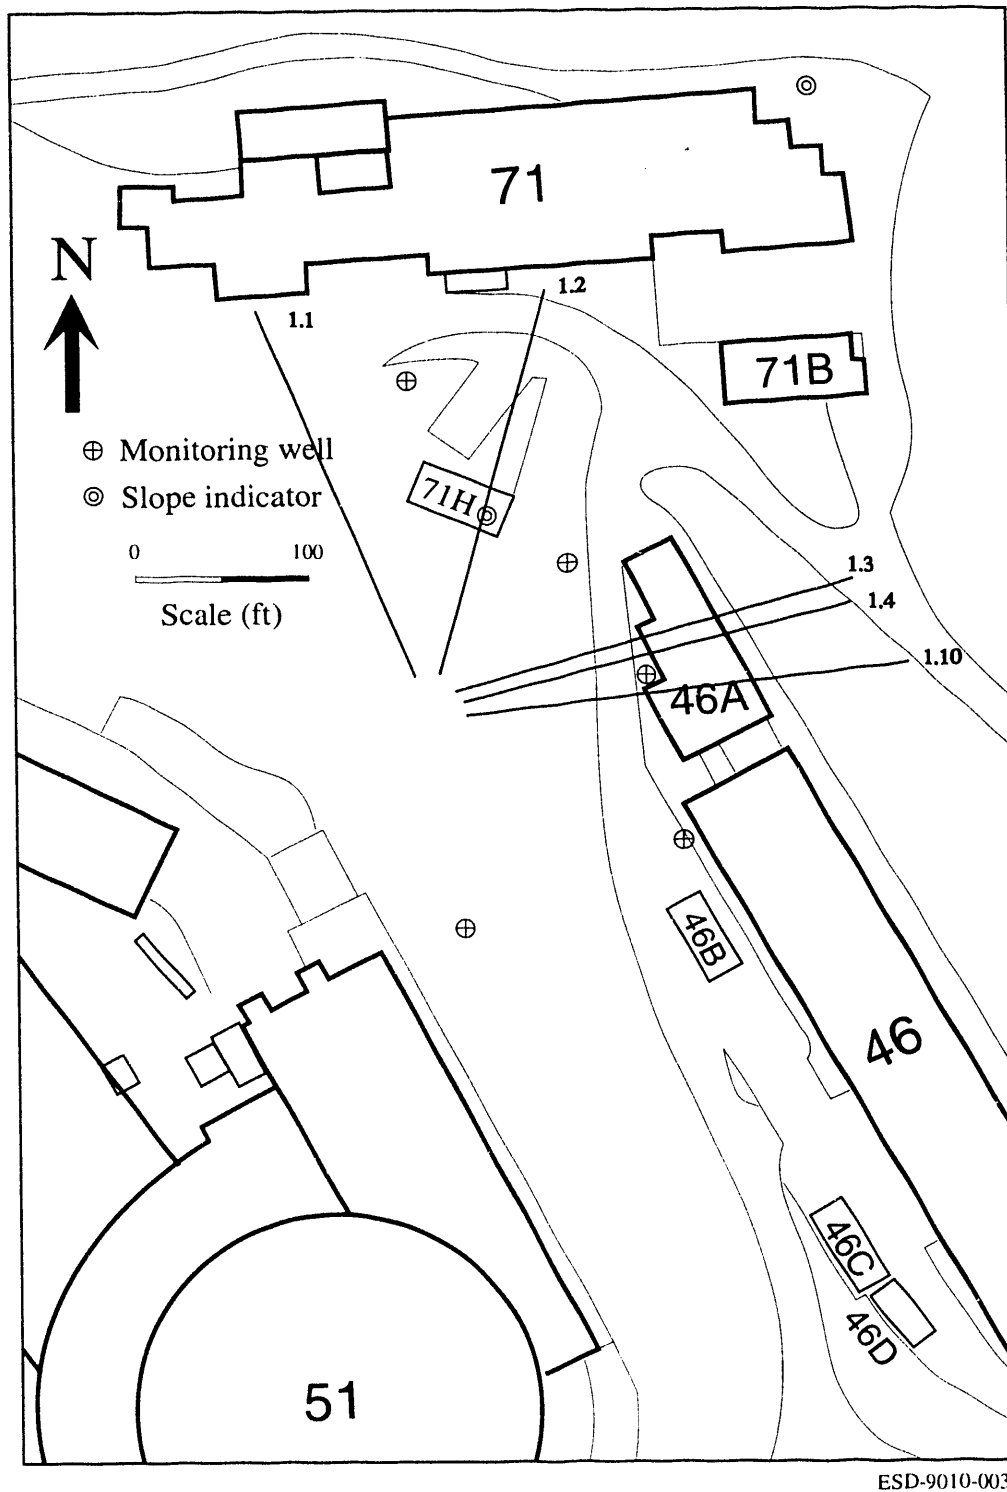 71
N
1.1
1.2
71B
⊕ Monitoring well
◎ Slope indicator
71H
0 100
Scale (ft)
1.3
1.4
1.10
46A
46B
46
46C
46D
51
ESD-9010-003